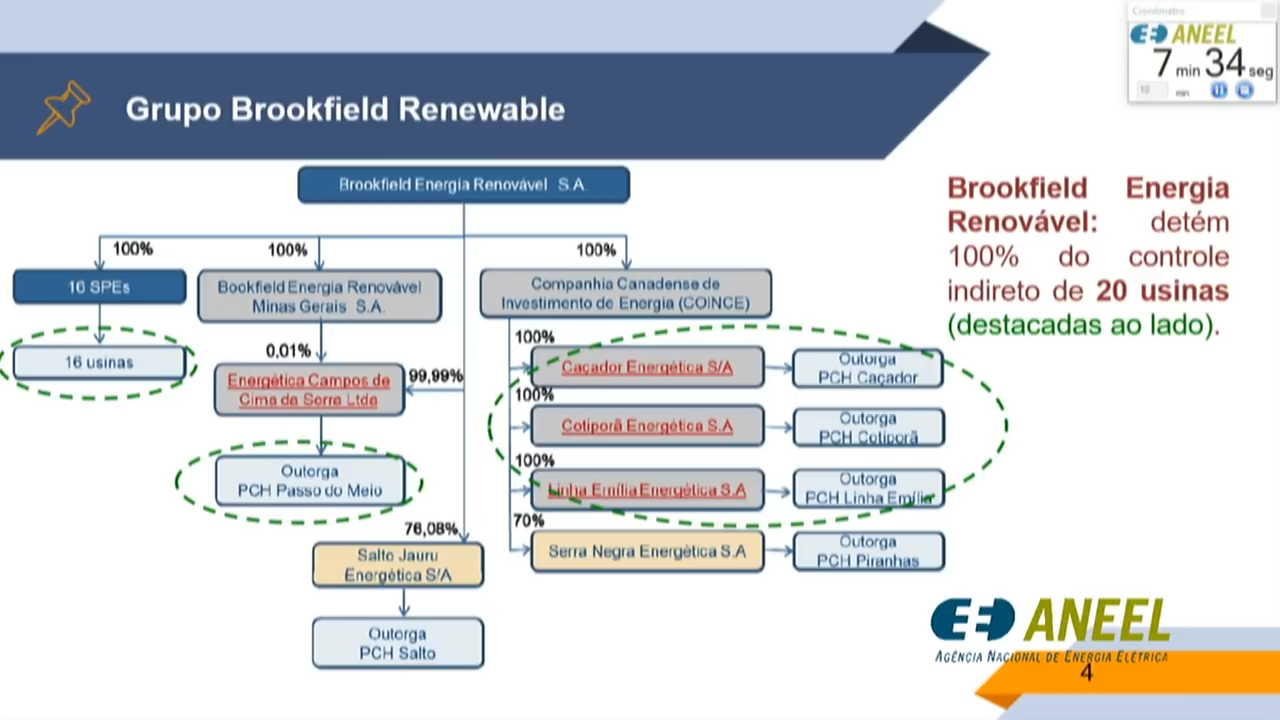 Cronômetro
ANEEL
7 min 34 seg
10 min
Grupo Brookfield Renewable
Brookfield Energia Renovável S.A.
Brookfield Energia
Renovável: detém
100% do controle
indireto de 20 usinas
(destacadas ao lado).
100%
100%
100%
16 SPEs
Bookfield Energia Renovável
Minas Gerais S.A.
Companhia Canadense de
Investimento de Energia (COINCE)
16 usinas
0,01%
Energética Campos de
Cima da Serra Ltda
99,99%
Outorga
PCH Passo do Meio
76,08%
Salto Jauru
Energética S/A
Outorga
PCH Salto
100%
Caçador Energética S/A
Outorga
PCH Caçador
100%
Cotiporã Energética S.A
Outorga
PCH Cotiporã
100%
Linha Emília Energética S.A
Outorga
PCH Linha Emília
70%
Serra Negra Energética S.A
Outorga
PCH Piranhas
ANEEL
AGÊNCIA NACIONAL DE ENERGIA ELÉTRICA
4